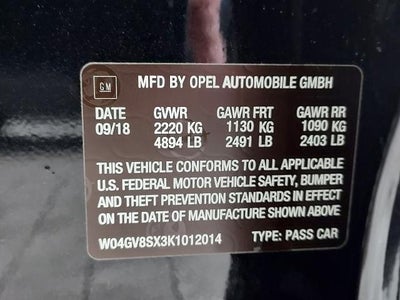 GM
MFD BY OPEL AUTOMOBILE GMBH
DATE GVWR GAWR FRT GAWR RR
09/18 2220 KG 1130 KG 1090 KG
4894 LB 2491 LB 2403 LB
THIS VEHICLE CONFORMS TO ALL APPLICABLE
U.S. FEDERAL MOTOR VEHICLE SAFETY, BUMPER
AND THEFT PREVENTION STANDARDS IN EFFECT
ON THE DATE OF MANUFACTURE SHOWN ABOVE
W04GV8SX3K1012014 TYPE: PASS CAR